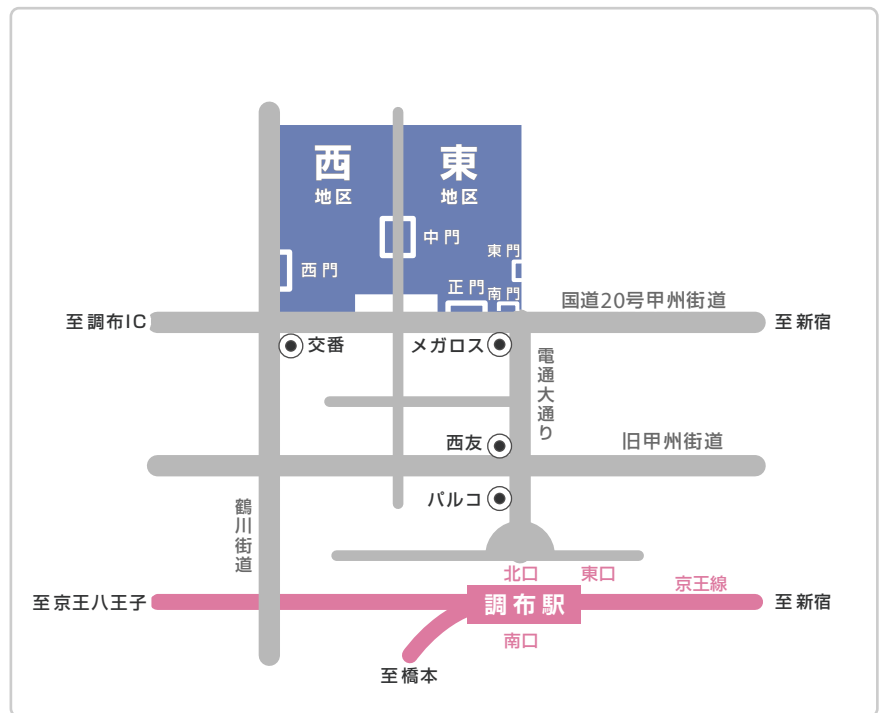 西
地区
東
地区
中門
東門
西門
正門
南門
国道20号甲州街道
至調布IC
至新宿
交番
メガロス
電通大通り
西友
旧甲州街道
パルコ
鶴川街道
北口
東口
京王線
至京王八王子
調布駅
至新宿
南口
至橋本